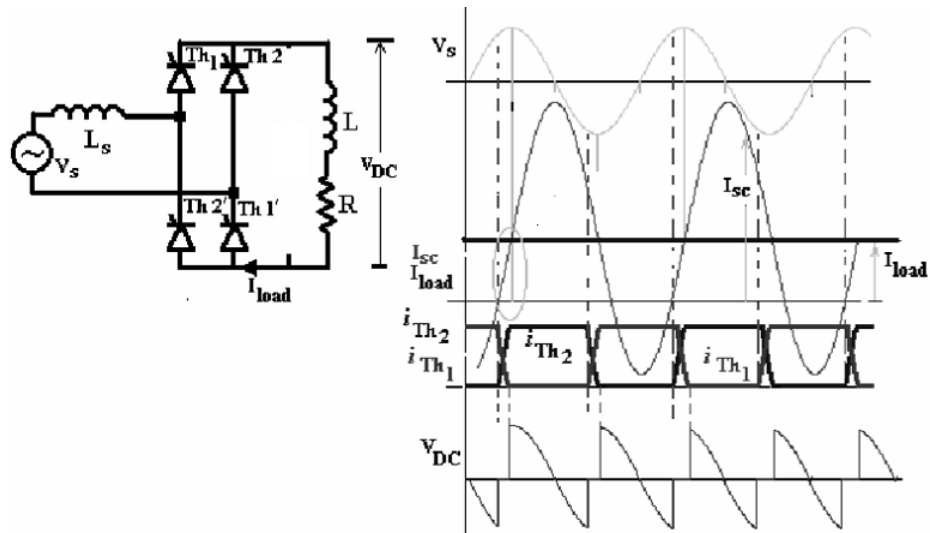 Th1 Th 2
Ls
Vs
L
VDC
R
Th 2' Th 1'
Iload
Vs
Isc
Isc
Iload
Iload
iTh2
iTh1
iTh2
iTh1
VDC